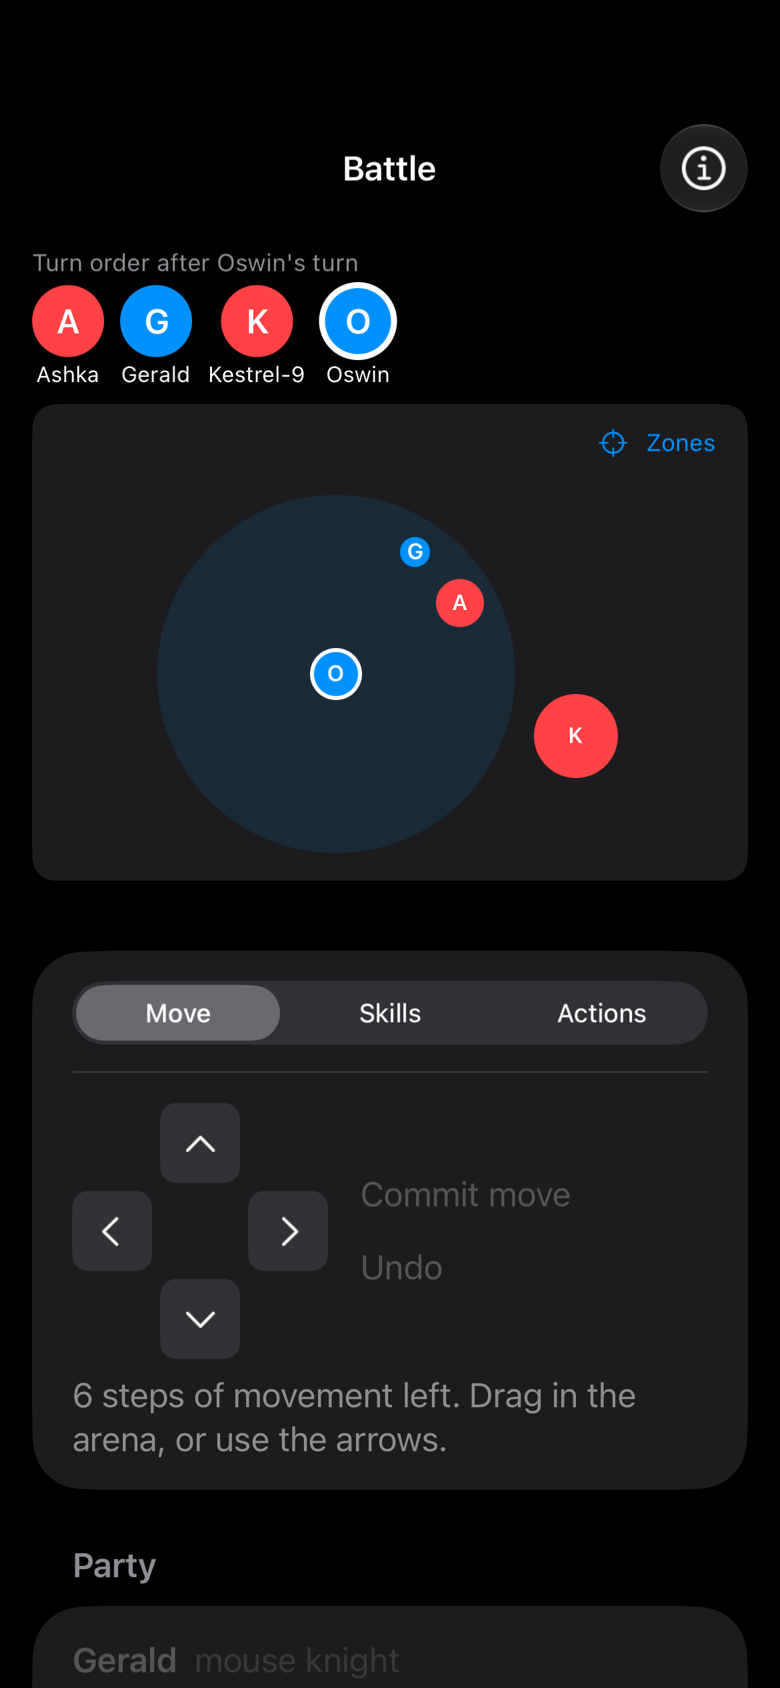 Battle
Turn order after Oswin's turn
A G K O
Ashka Gerald Kestrel-9 Oswin
Zones
G
A
O
K
Move Skills Actions
Commit move
Undo
6 steps of movement left. Drag in the
arena, or use the arrows.
Party
Gerald mouse knight